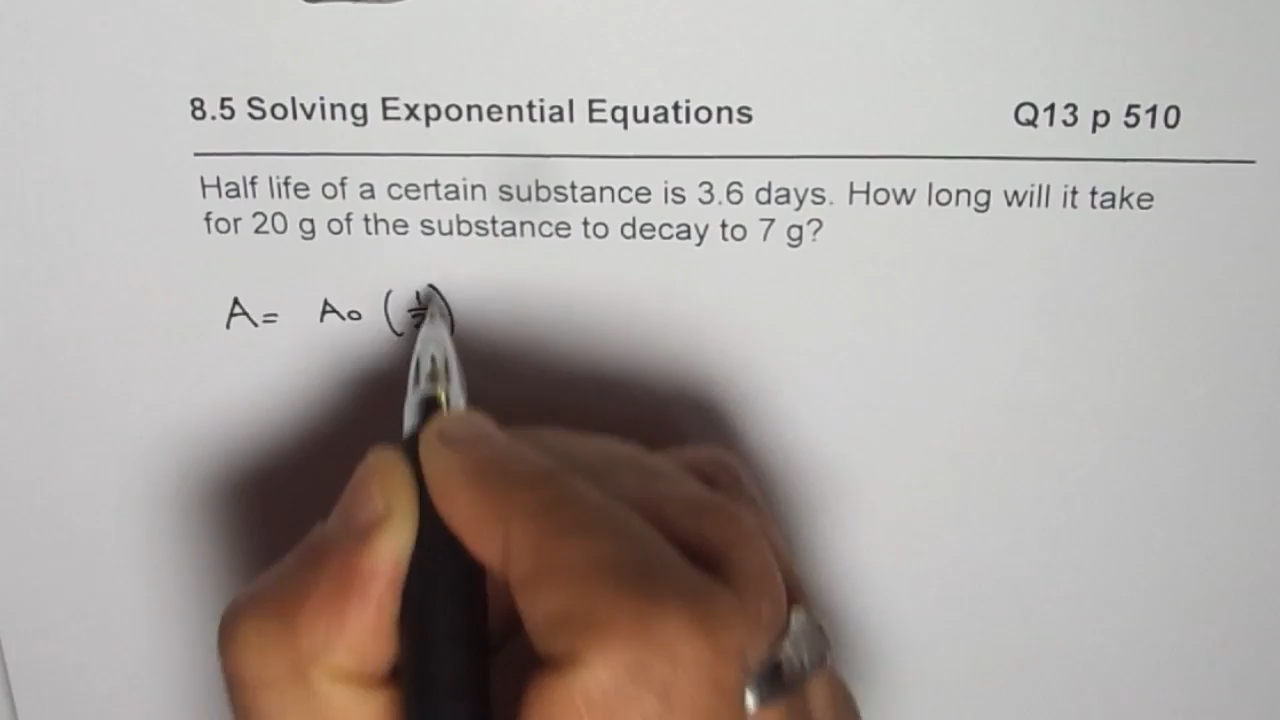 8.5 Solving Exponential Equations Q13 p 510
Half life of a certain substance is 3.6 days. How long will it take
for 20 g of the substance to decay to 7 g?
A= A₀ (½)